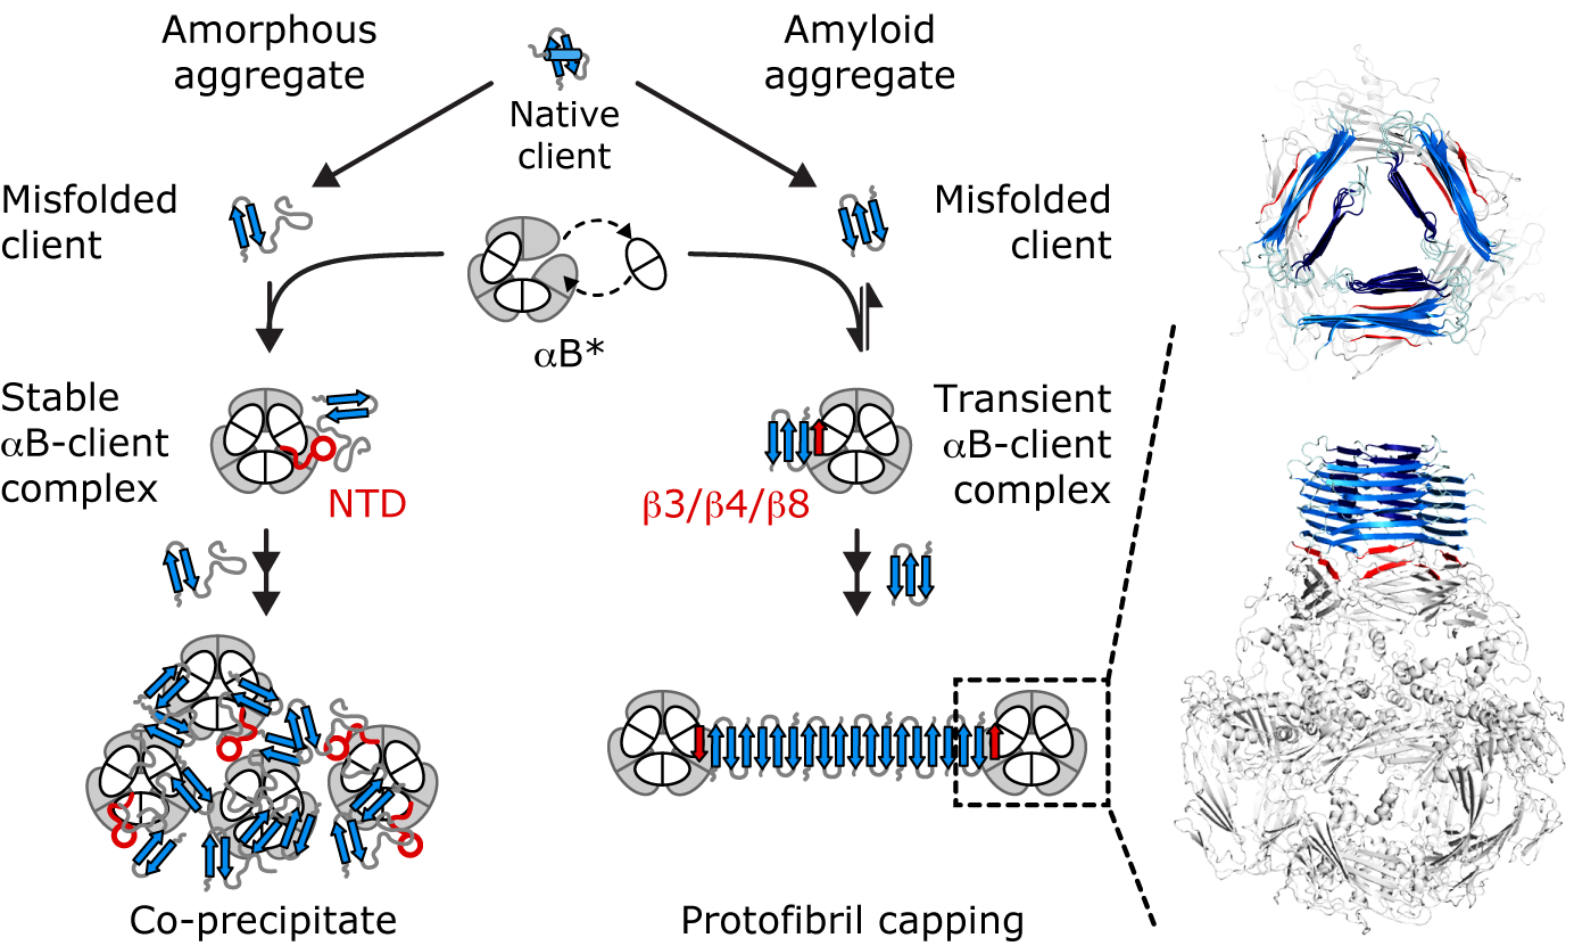 Amorphous
aggregate
Native
client
Amyloid
aggregate
Misfolded
client
αB*
Misfolded
client
Stable
αB-client
complex
NTD
Transient
αB-client
complex
β3/β4/β8
Co-precipitate
Protofibril capping